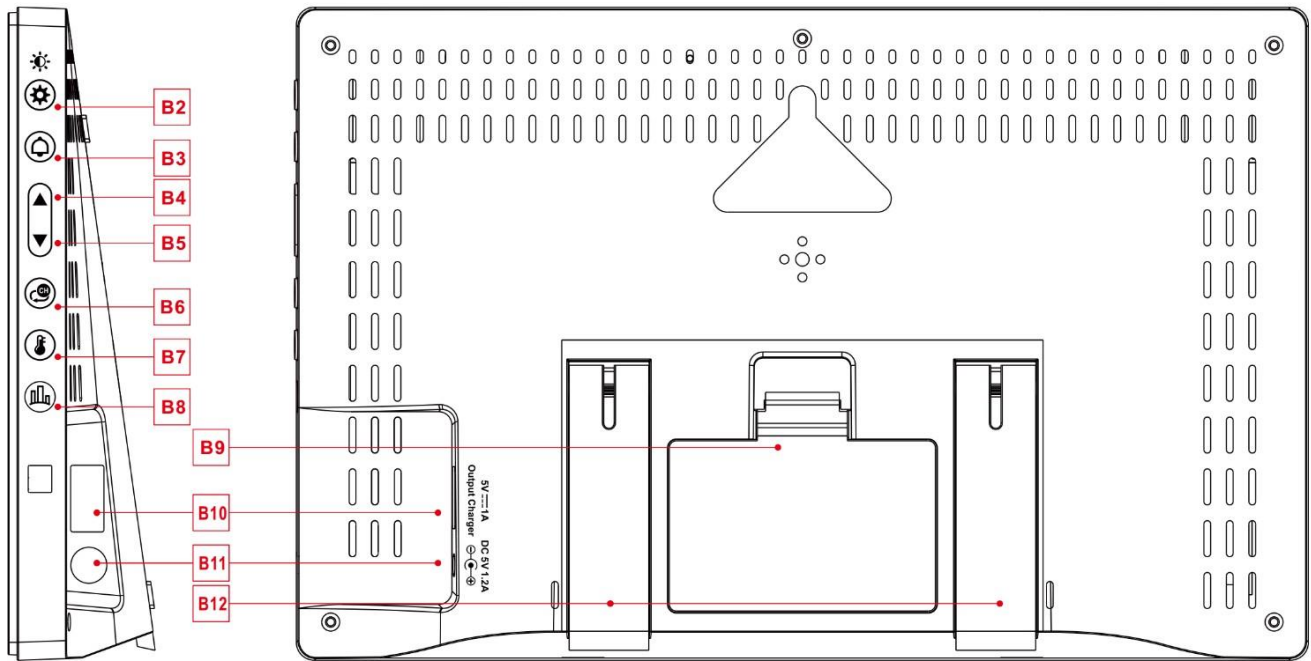 B2
B3
B4
B5
B6
CH
B7
B8
B9
B10
B11
B12
5V⎓1A
Output Charger
DC 5V 1.2A